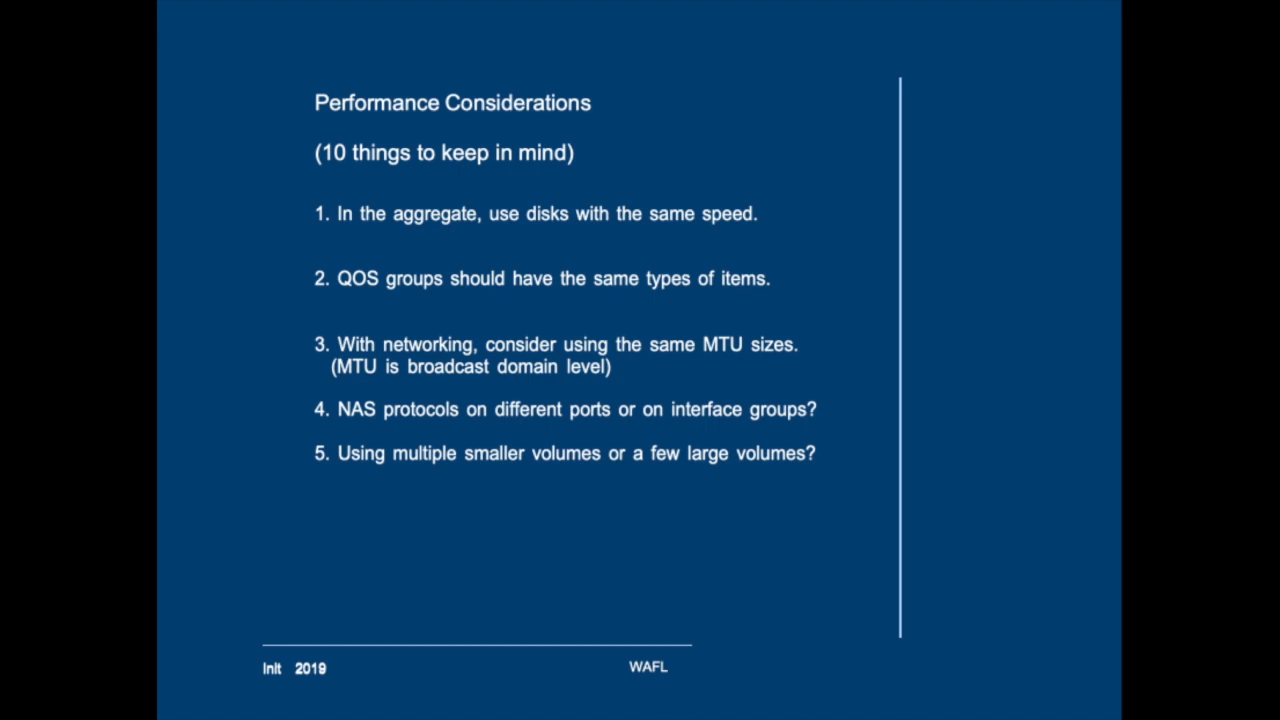 Performance Considerations
(10 things to keep in mind)
1. In the aggregate, use disks with the same speed.
2. QOS groups should have the same types of items.
3. With networking, consider using the same MTU sizes.
(MTU is broadcast domain level)
4. NAS protocols on different ports or on interface groups?
5. Using multiple smaller volumes or a few large volumes?
InIt 2019
WAFL